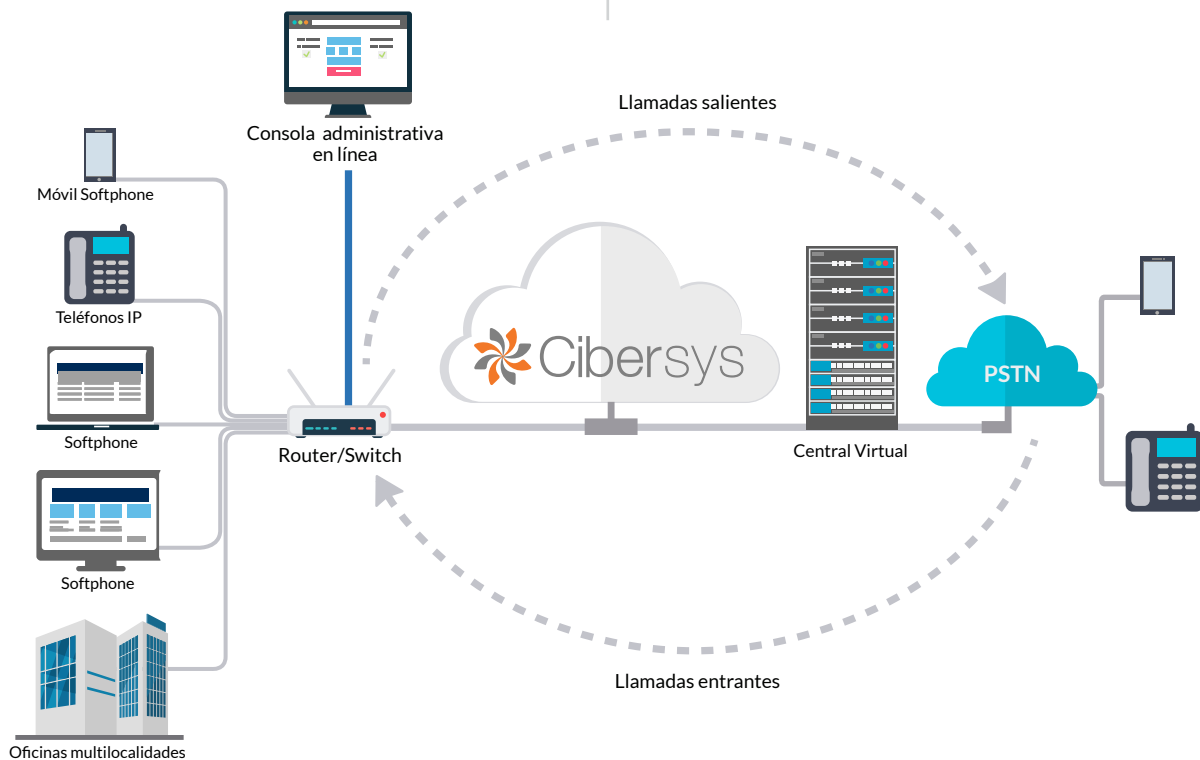 Llamadas salientes
Consola administrativa
en línea
Móvil Softphone
Teléfonos IP
Cibersys
PSTN
Softphone
Router/Switch
Central Virtual
Softphone
Llamadas entrantes
Oficinas multilocalidades